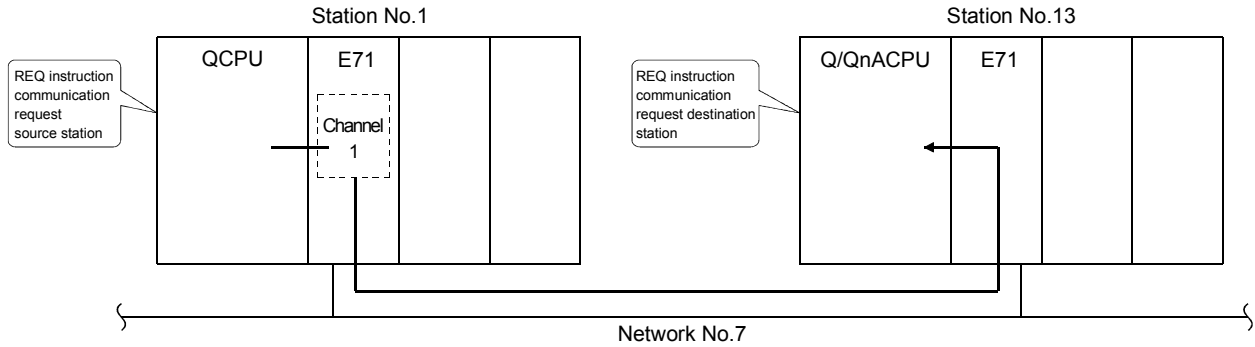 Station No.1
Station No.13
REQ instruction
communication
request
source station
QCPU
E71
Channel
1
REQ instruction
communication
request destination
station
Q/QnACPU
E71
Network No.7